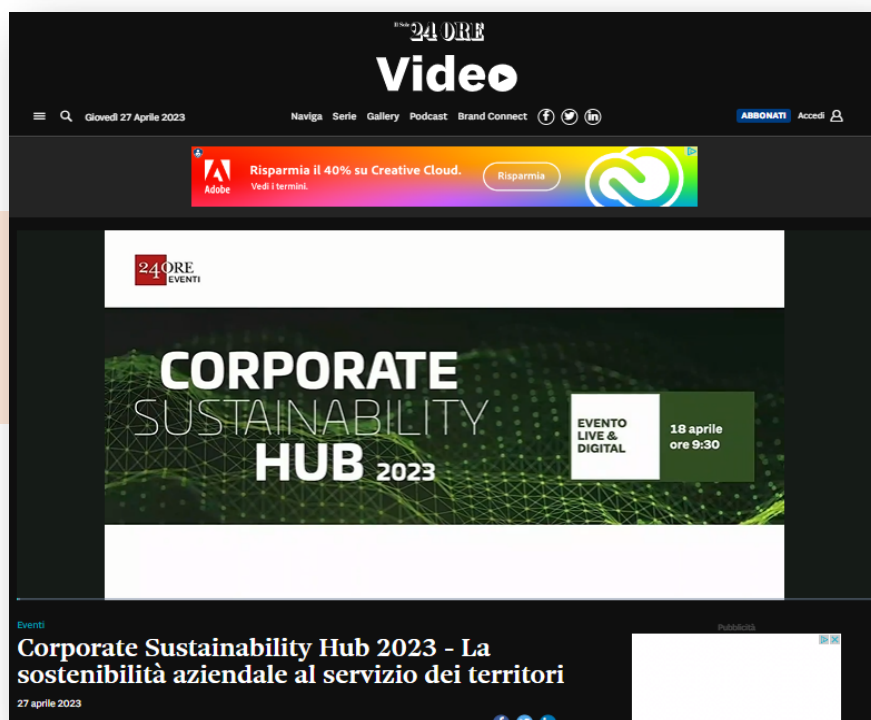 Il Sole 24 ORE
Video
Giovedì 27 Aprile 2023
Naviga Serie Gallery Podcast Brand Connect
ABBONATI Accedi
Adobe
Risparmia il 40% su Creative Cloud.
Vedi i termini.
Risparmia
24ORE
EVENTI
CORPORATE
SUSTAINABILITY
HUB 2023
EVENTO
LIVE &
DIGITAL
18 aprile
ore 9:30
Eventi
Corporate Sustainability Hub 2023 - La
sostenibilità aziendale al servizio dei territori
27 aprile 2023
Pubblicità